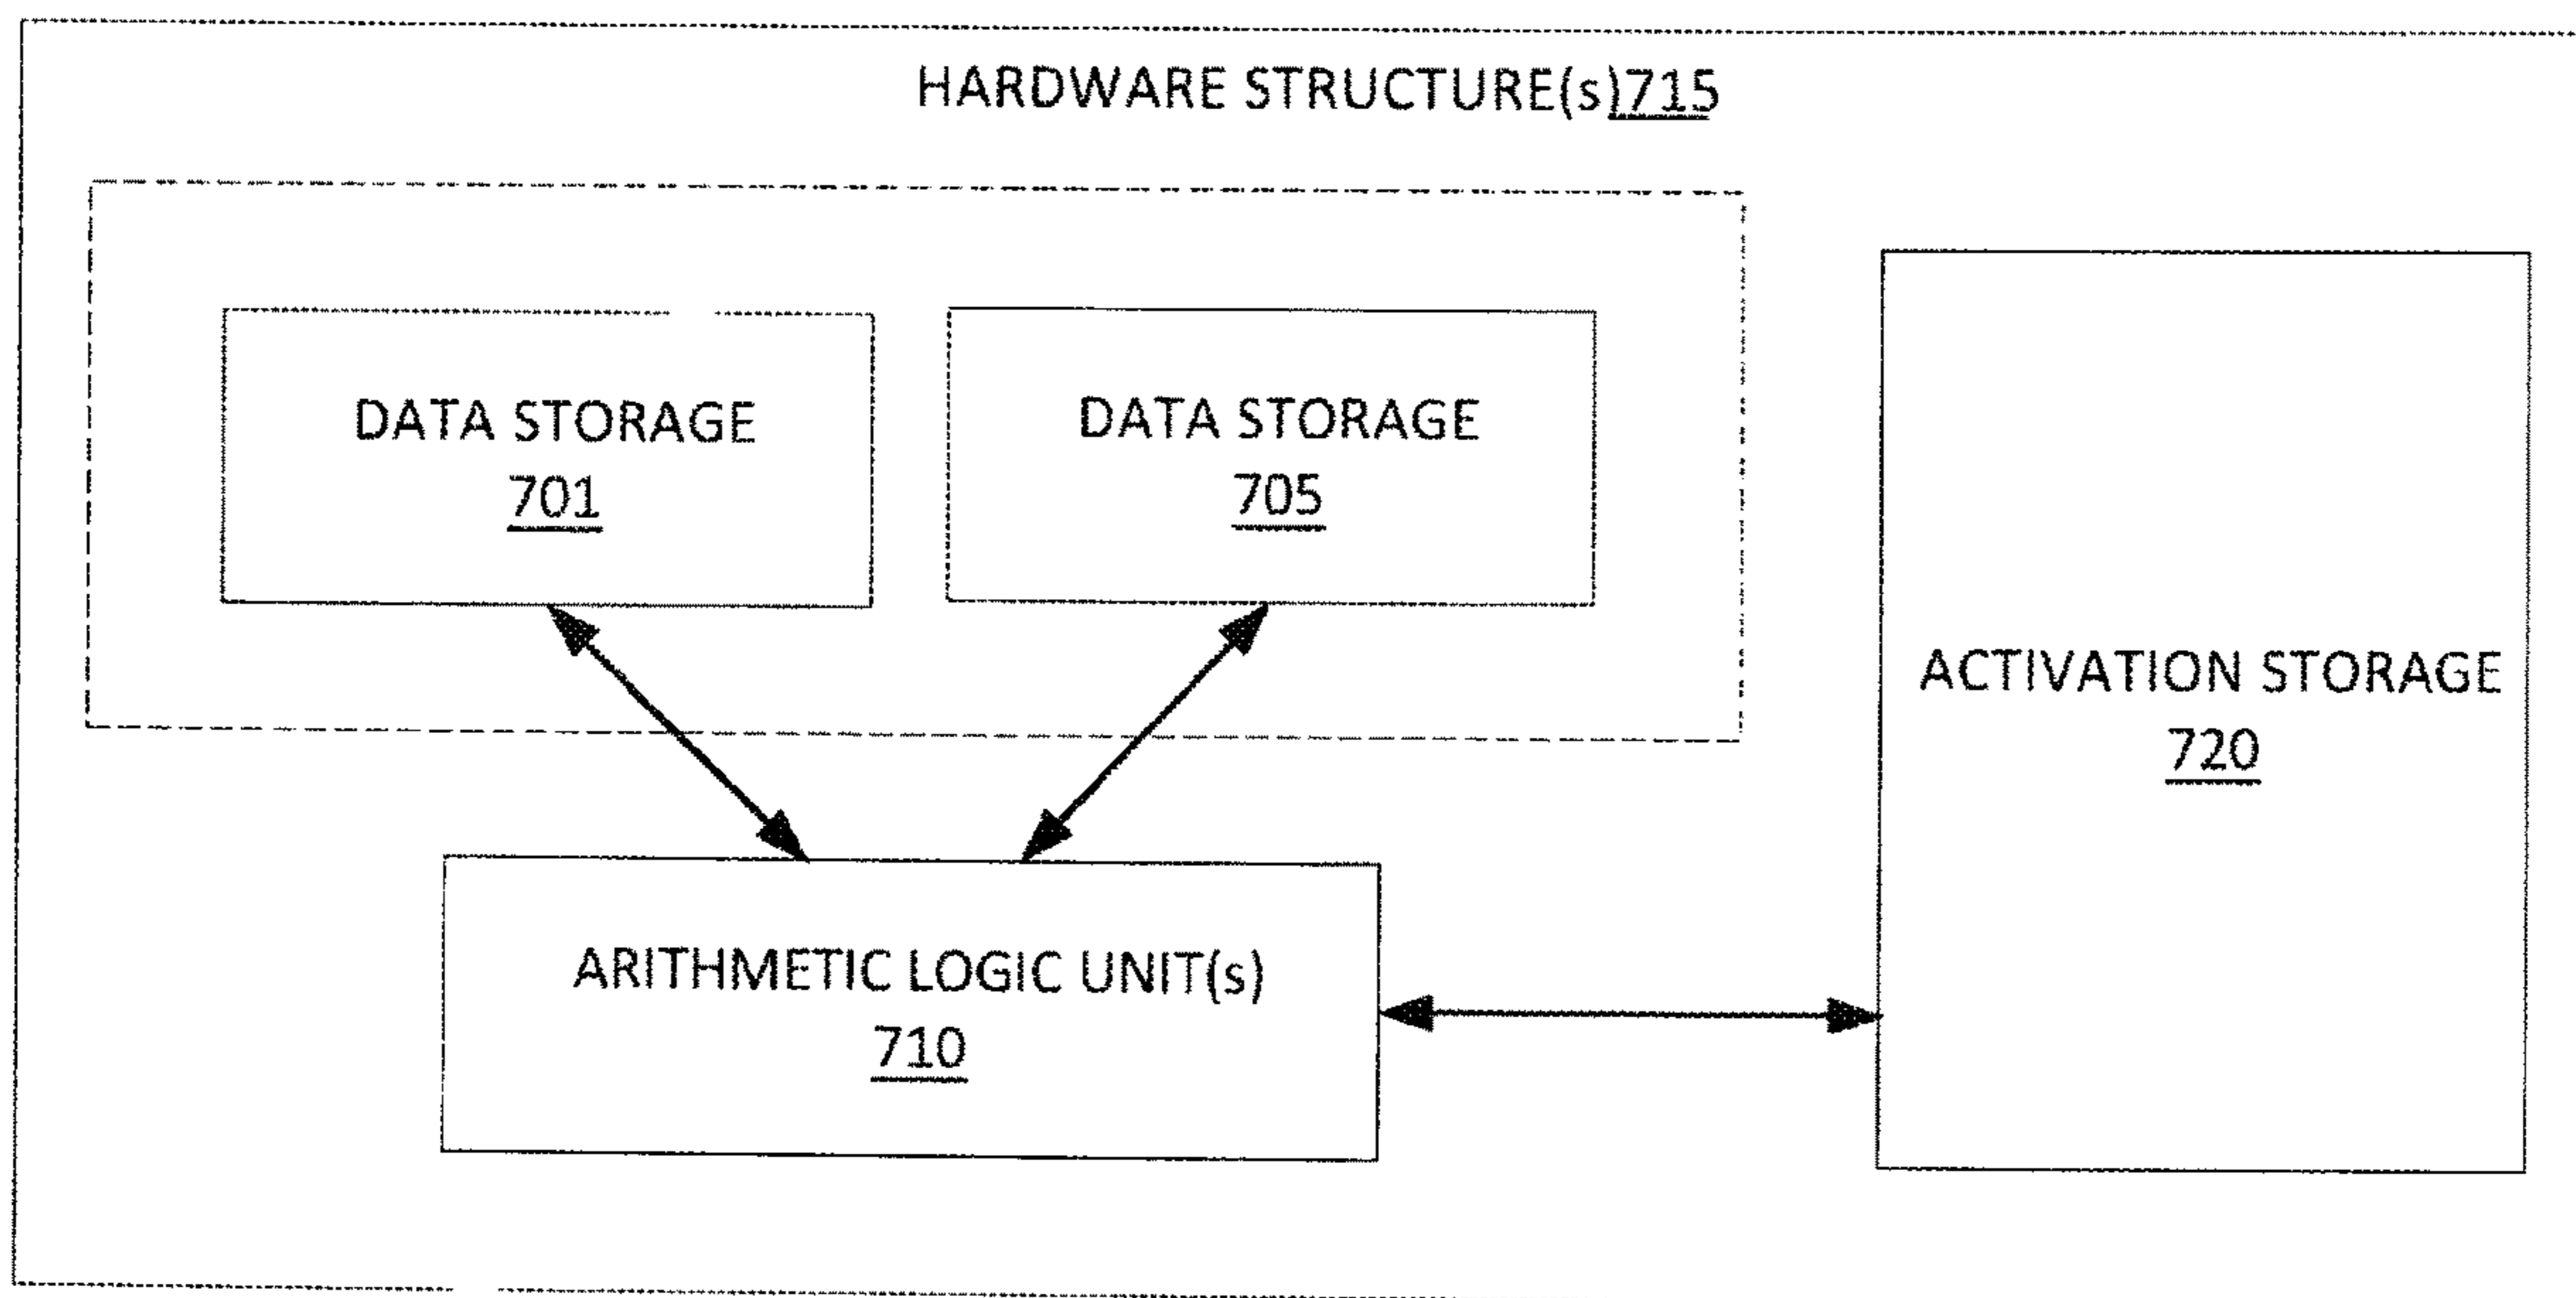 HARDWARE STRUCTURE(s)715
DATA STORAGE
701
DATA STORAGE
705
ACTIVATION STORAGE
720
ARITHMETIC LOGIC UNIT(s)
710